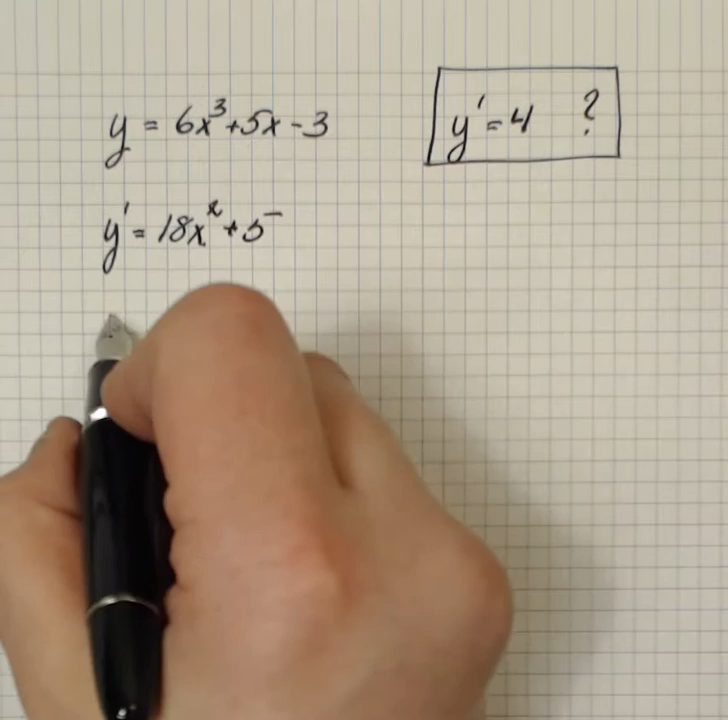 y = 6x³+5x-3
y' = 4 ?
y' = 18x² + 5